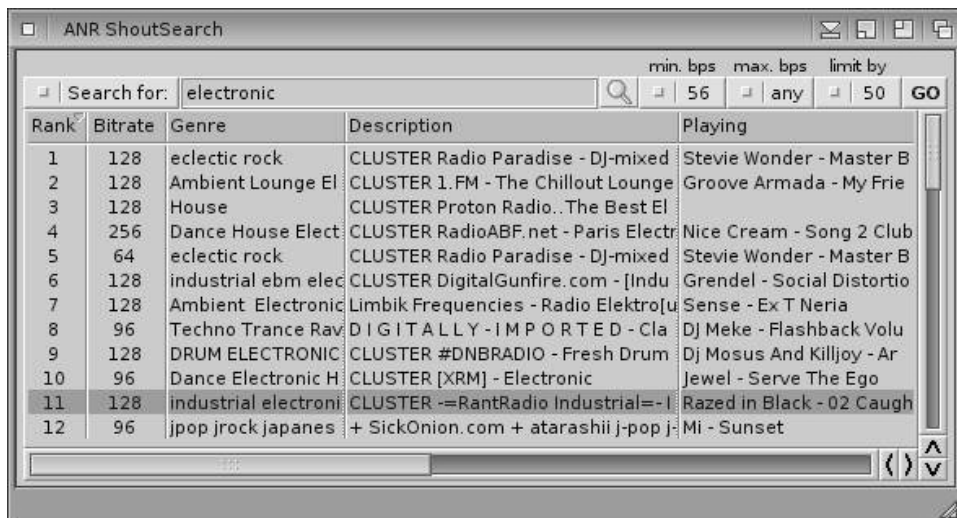 ANR ShoutSearch
min. bps max. bps limit by
Search for: electronic 56 any 50 GO
Rank Bitrate Genre Description Playing
1 128 eclectic rock CLUSTER Radio Paradise - DJ-mixed Stevie Wonder - Master B
2 128 Ambient Lounge El CLUSTER 1.FM - The Chillout Lounge Groove Armada - My Frie
3 128 House CLUSTER Proton Radio..The Best El
4 256 Dance House Elect CLUSTER RadioABF.net - Paris Electr Nice Cream - Song 2 Club
5 64 eclectic rock CLUSTER Radio Paradise - DJ-mixed Stevie Wonder - Master B
6 128 industrial ebm elec CLUSTER DigitalGunfire.com - [Indu Grendel - Social Distortio
7 128 Ambient Electronic Limbik Frequencies - Radio Elektro[u Sense - Ex T Neria
8 96 Techno Trance Rav D I G I T A L L Y - I M P O R T E D - Cla DJ Meke - Flashback Volu
9 128 DRUM ELECTRONIC CLUSTER #DNBRADIO - Fresh Drum Dj Mosus And Killjoy - Ar
10 96 Dance Electronic H CLUSTER [XRM] - Electronic Jewel - Serve The Ego
11 128 industrial electroni CLUSTER -=RantRadio Industrial=- I Razed in Black - 02 Caugh
12 96 jpop jrock japanes + SickOnion.com + atarashii j-pop j- Mi - Sunset